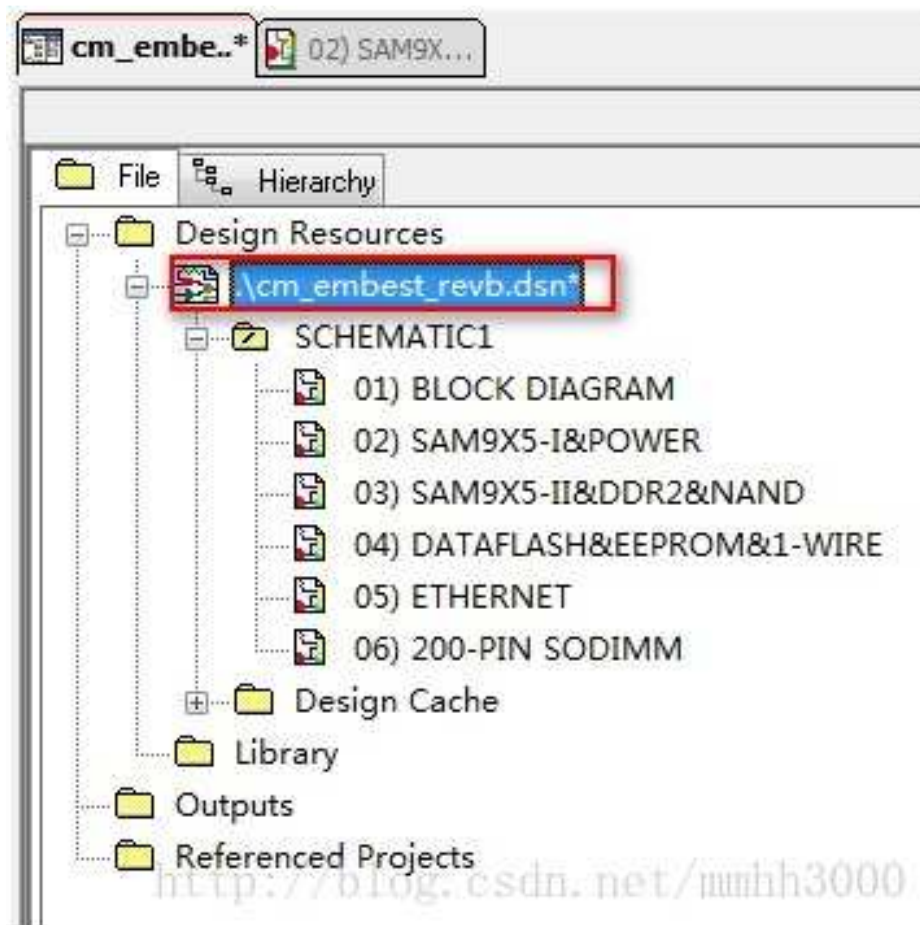 cm_embe..* 02) SAM9X...
File Hierarchy
Design Resources
.\cm_embest_revb.dsn*
SCHEMATIC1
01) BLOCK DIAGRAM
02) SAM9X5-I&POWER
03) SAM9X5-II&DDR2&NAND
04) DATAFLASH&EEPROM&1-WIRE
05) ETHERNET
06) 200-PIN SODIMM
Design Cache
Library
Outputs
Referenced Projects
http://blog.csdn.net/mmhh3000